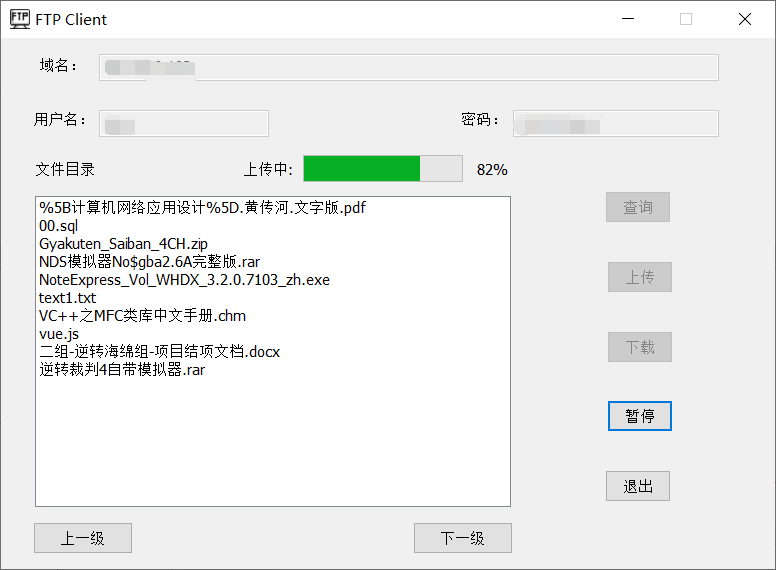 FTP FTP Client
域名：
用户名： 密码：
文件目录 上传中: 82%
%5B计算机网络应用设计%5D.黄传河.文字版.pdf
查询
00.sql
Gyakuten_Saiban_4CH.zip
NDS模拟器No$gba2.6A完整版.rar
上传
NoteExpress_Vol_WHDX_3.2.0.7103_zh.exe
text1.txt
VC++之MFC类库中文手册.chm
vue.js
下载
二组-逆转海绵组-项目结项文档.docx
逆转裁判4自带模拟器.rar
暂停
退出
上一级 下一级